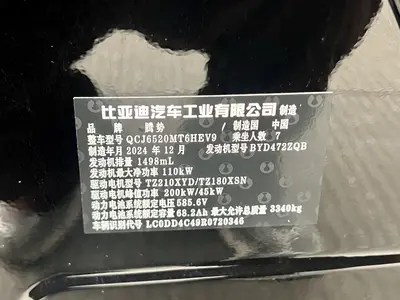 比亚迪汽车工业有限公司 制造
品 牌 腾势 制造国 中国
整车型号 QCJ6520MT6HEV9 乘坐人数 7
制造年月 2024 年 12 月 发动机型号 BYD472ZQB
发动机排量 1498mL
发动机最大净功率 110kW
驱动电机型号 TZ210XYD/TZ180XSN
驱动电机峰值功率 200kW/45kW
动力电池系统额定电压 585.6V
动力电池系统额定容量 68.2Ah 最大允许总质量 3340kg
车辆识别代号 LC0DD4C49R0720346